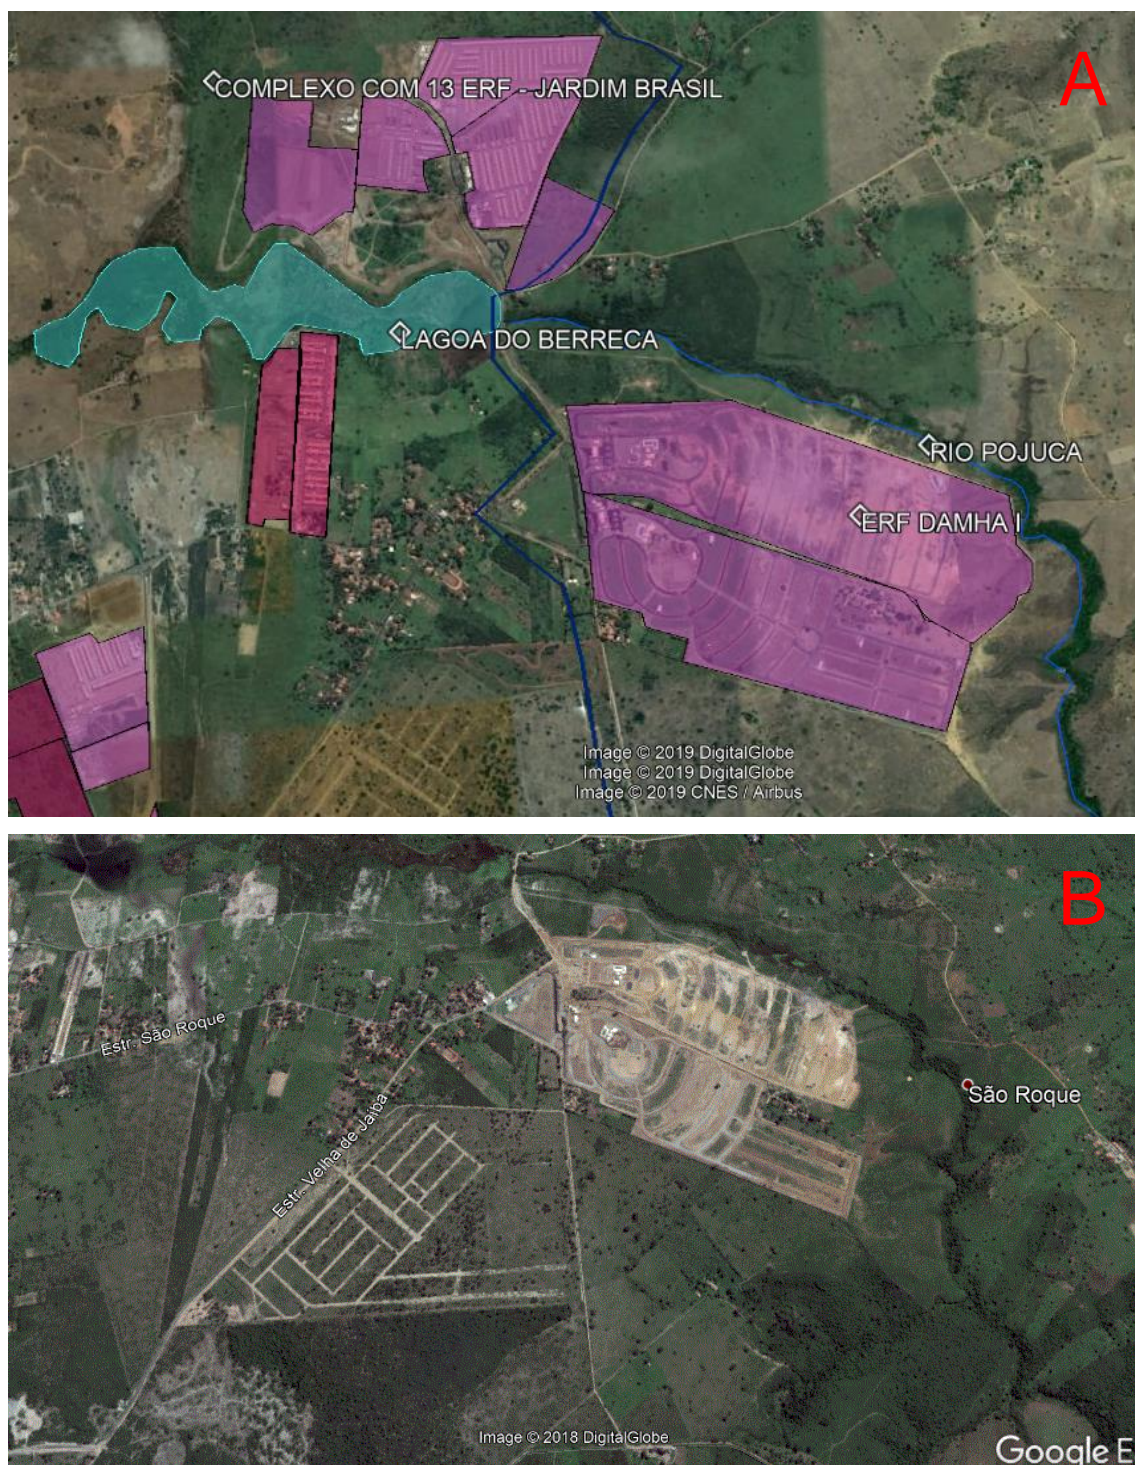 A
COMPLEXO COM 13 ERF - JARDIM BRASIL
LAGOA DO BERRECA
RIO POJUCA
ERF DAMHA I
Image © 2019 DigitalGlobe
Image © 2019 DigitalGlobe
Image © 2019 CNES / Airbus
B
Estr. São Roque
São Roque
Estr. Velha de Jaiba
Image © 2018 DigitalGlobe
Google E